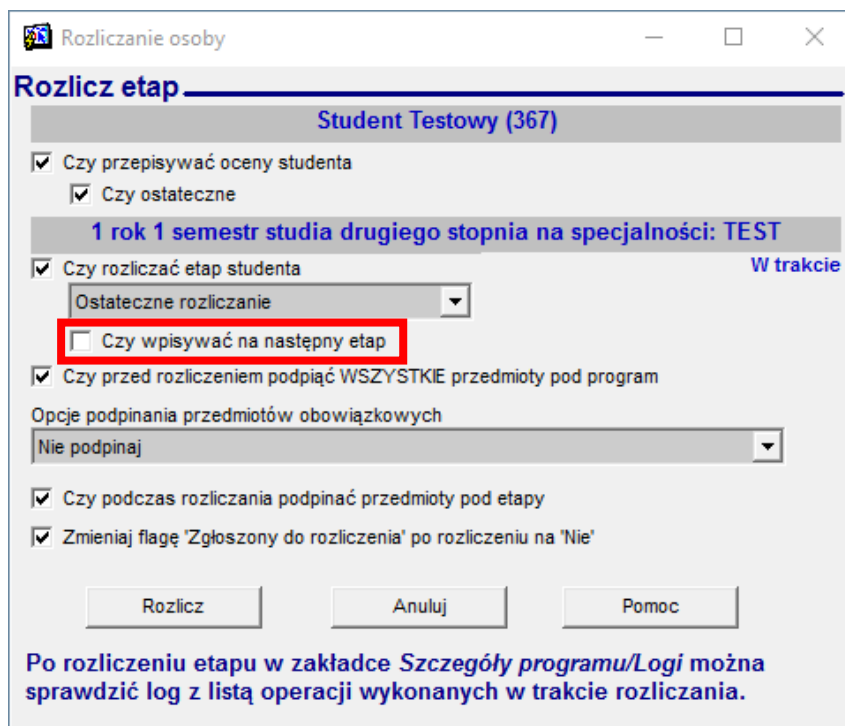 Rozliczanie osoby
Rozlicz etap
Student Testowy (367)
Czy przepisywać oceny studenta
Czy ostateczne
1 rok 1 semestr studia drugiego stopnia na specjalności: TEST
Czy rozliczać etap studenta
W trakcie
Ostateczne rozliczanie
Czy wpisywać na następny etap
Czy przed rozliczeniem podpiąć WSZYSTKIE przedmioty pod program
Opcje podpinania przedmiotów obowiązkowych
Nie podpinaj
Czy podczas rozliczania podpinać przedmioty pod etapy
Zmieniaj flagę 'Zgłoszony do rozliczenia' po rozliczeniu na 'Nie'
Rozlicz Anuluj Pomoc
Po rozliczeniu etapu w zakładce Szczegóły programu/Logi można
sprawdzić log z listą operacji wykonanych w trakcie rozliczania.